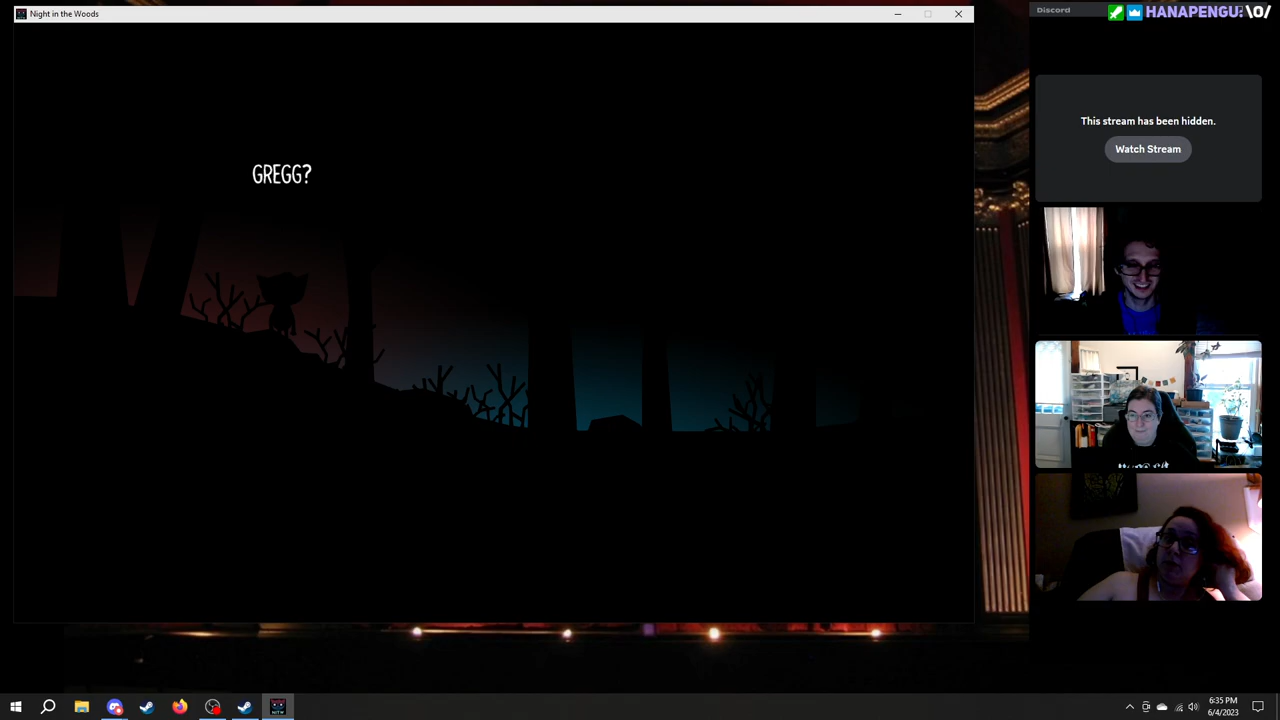 Night in the Woods
Discord
HANAPENGU! \O/
This stream has been hidden.
Watch Stream
GREGG?
6:35 PM
6/4/2023